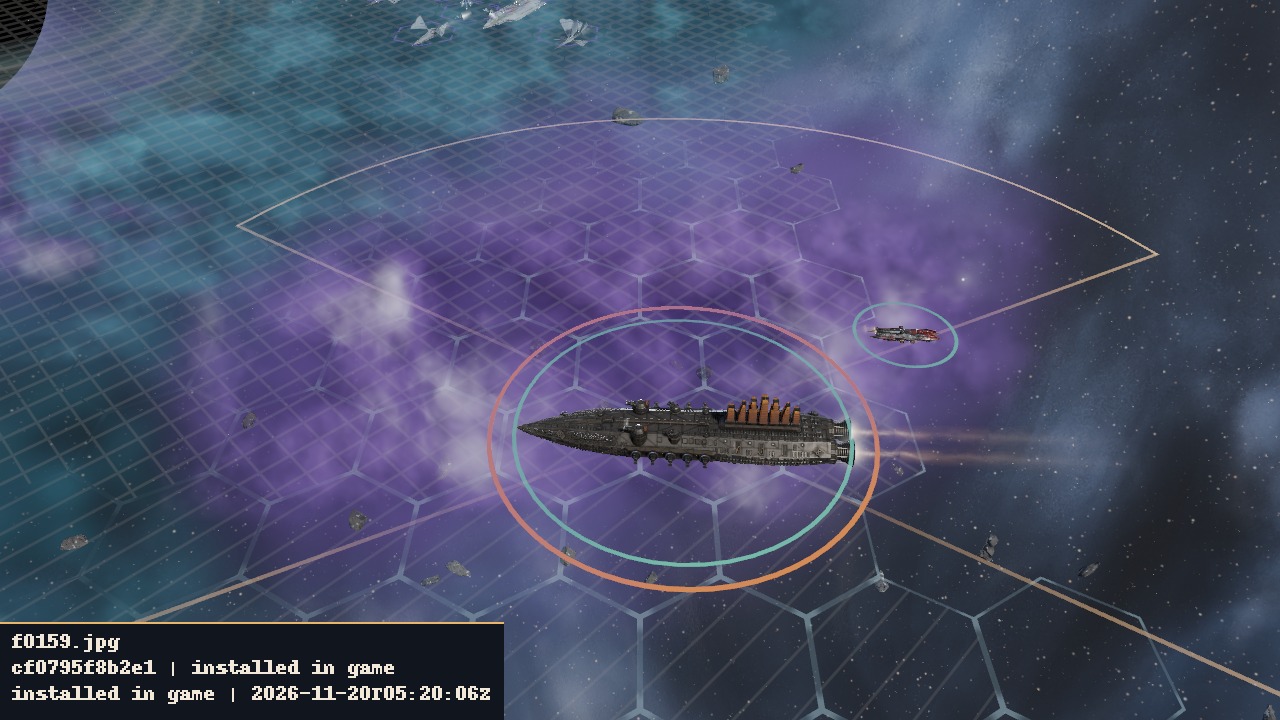 f0159.jpg
cf0795f8b2e1 | installed in game
installed in game | 2026-11-20T05:20:06Z